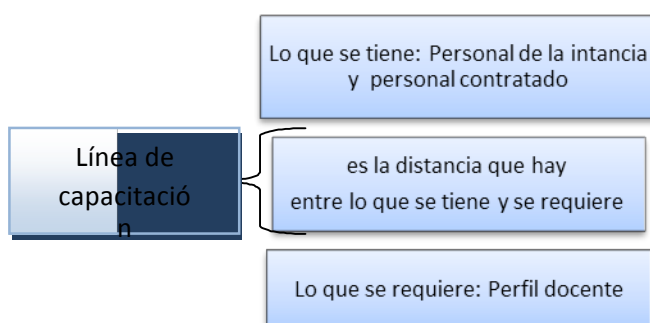 Lo que se tiene: Personal de la intancia
y personal contratado
Línea de
capacitació
n
es la distancia que hay
entre lo que se tiene y se requiere
Lo que se requiere: Perfil docente